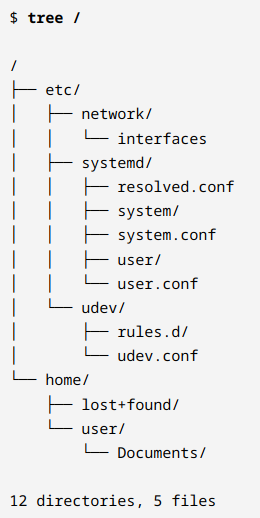 $ tree /
/
├── etc/
│   ├── network/
│   │   └── interfaces
│   ├── systemd/
│   │   ├── resolved.conf
│   │   ├── system/
│   │   ├── system.conf
│   │   ├── user/
│   │   └── user.conf
│   └── udev/
│       ├── rules.d/
│       └── udev.conf
└── home/
    ├── lost+found/
    └── user/
        └── Documents/
12 directories, 5 files